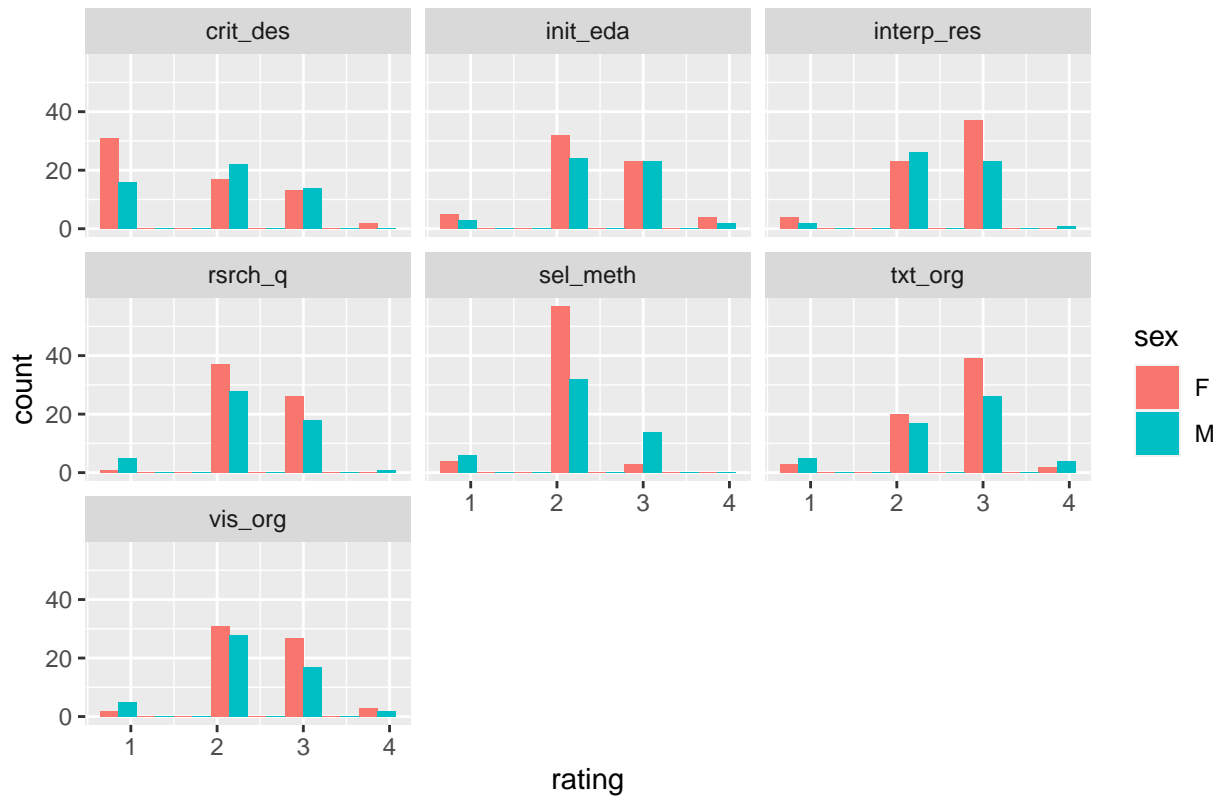 crit_des init_eda interp_res
40
20
0
rsrch_q sel_meth txt_org
40
20
0
1 2 3 4 1 2 3 4
vis_org
40
20
0
1 2 3 4
rating
count
sex
F
M